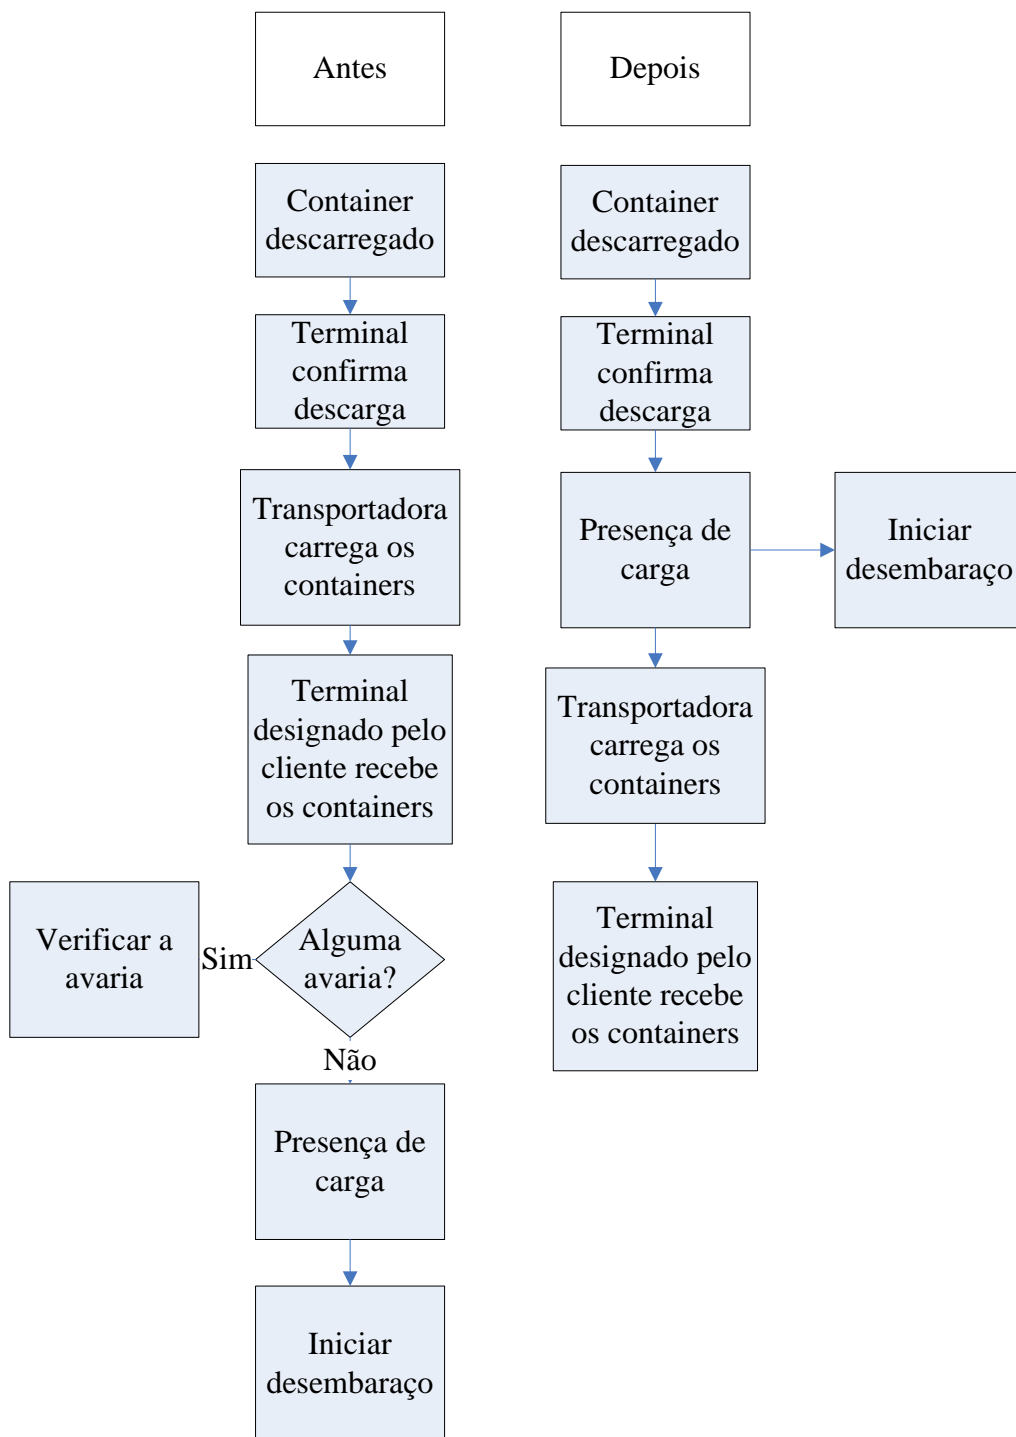 Antes
Container
descarregado
Terminal
confirma
descarga
Transportadora
carrega os
containers
Terminal
designado pelo
cliente recebe
os containers
Alguma
avaria?
Sim
Verificar a
avaria
Não
Presença de
carga
Iniciar
desembaraço
Depois
Container
descarregado
Terminal
confirma
descarga
Presença de
carga
Iniciar
desembaraço
Transportadora
carrega os
containers
Terminal
designado pelo
cliente recebe
os containers